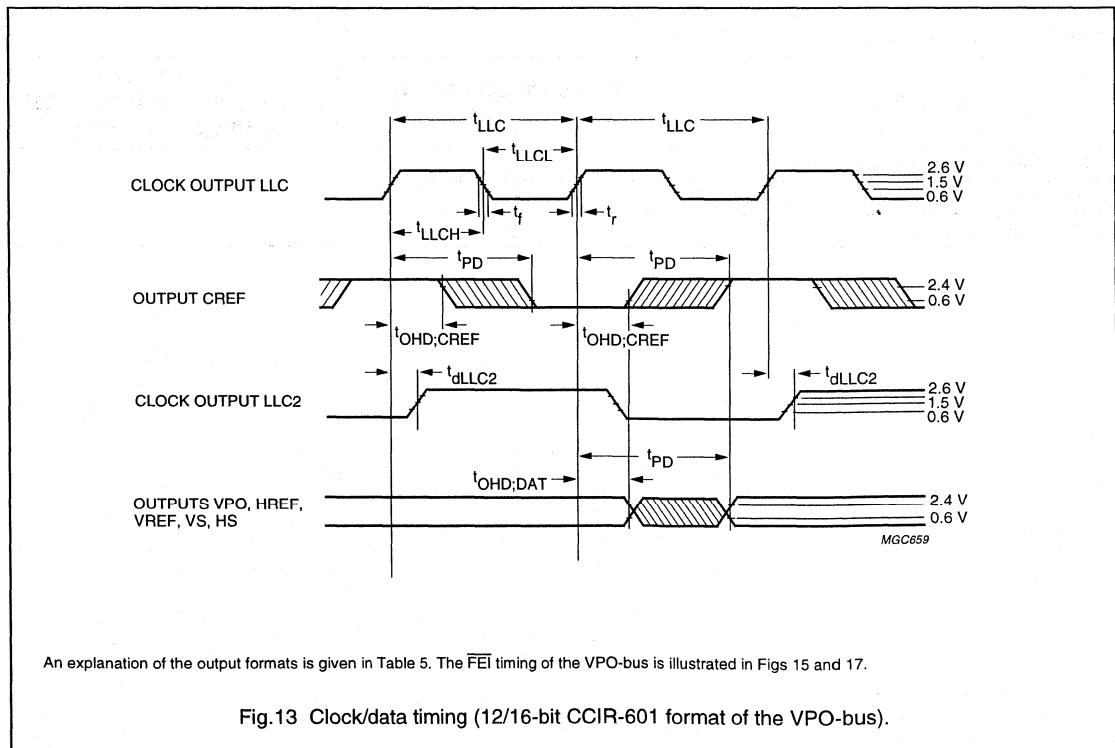 tLLC tLLC
tLLCL
CLOCK OUTPUT LLC
2.6 V
1.5 V
0.6 V
tf tr
tLLCH
tPD tPD
OUTPUT CREF
2.4 V
0.6 V
tOHD;CREF tOHD;CREF
tdLLC2 tdLLC2
CLOCK OUTPUT LLC2
2.6 V
1.5 V
0.6 V
tPD
tOHD;DAT
OUTPUTS VPO, HREF,
VREF, VS, HS
2.4 V
0.6 V
MGC659
An explanation of the output formats is given in Table 5. The F̅E̅I̅ timing of the VPO-bus is illustrated in Figs 15 and 17.
Fig.13 Clock/data timing (12/16-bit CCIR-601 format of the VPO-bus).